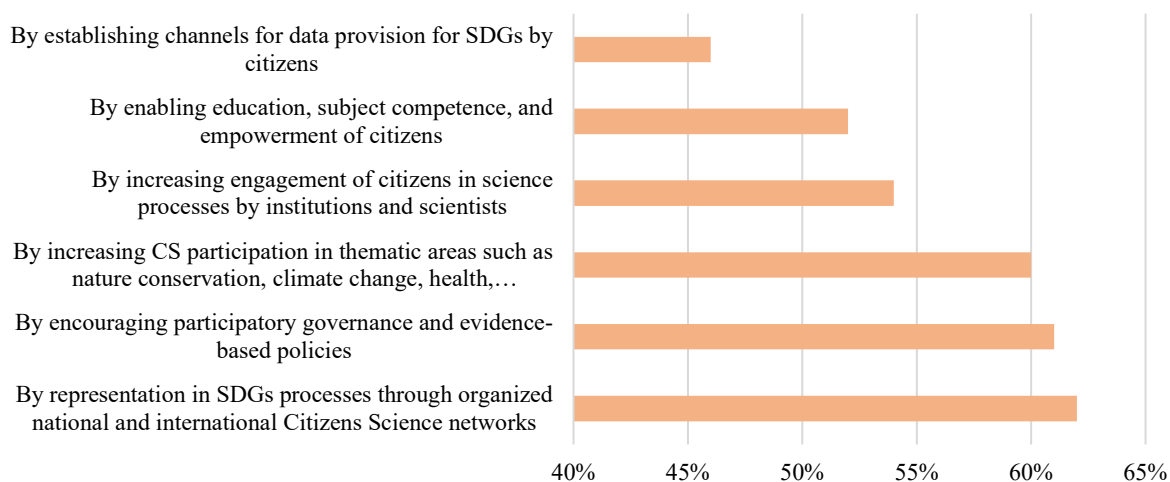 By establishing channels for data provision for SDGs by
citizens
By enabling education, subject competence, and
empowerment of citizens
By increasing engagement of citizens in science
processes by institutions and scientists
By increasing CS participation in thematic areas such as
nature conservation, climate change, health,…
By encouraging participatory governance and evidence-
based policies
By representation in SDGs processes through organized
national and international Citizens Science networks
40% 45% 50% 55% 60% 65%